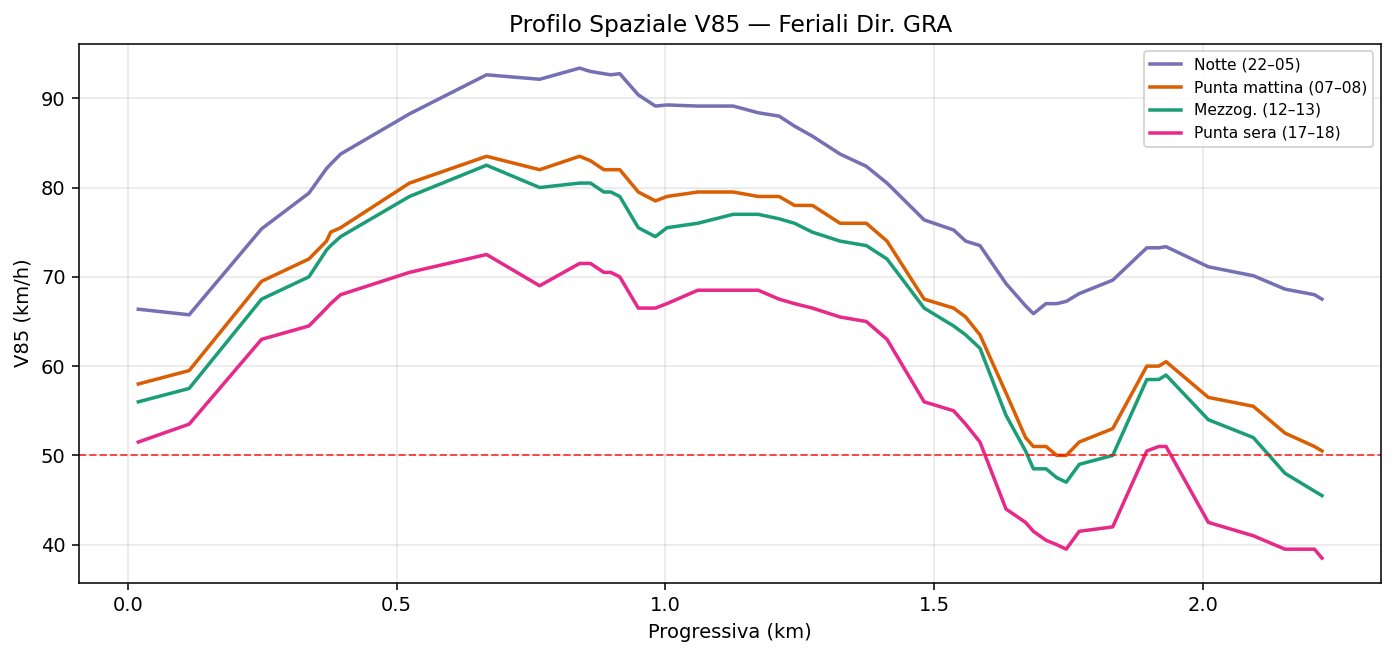 Profilo Spaziale V85 — Feriali Dir. GRA
Notte (22–05)
Punta mattina (07–08)
Mezzog. (12–13)
Punta sera (17–18)
V85 (km/h)
90
80
70
60
50
40
0.0 0.5 1.0 1.5 2.0
Progressiva (km)